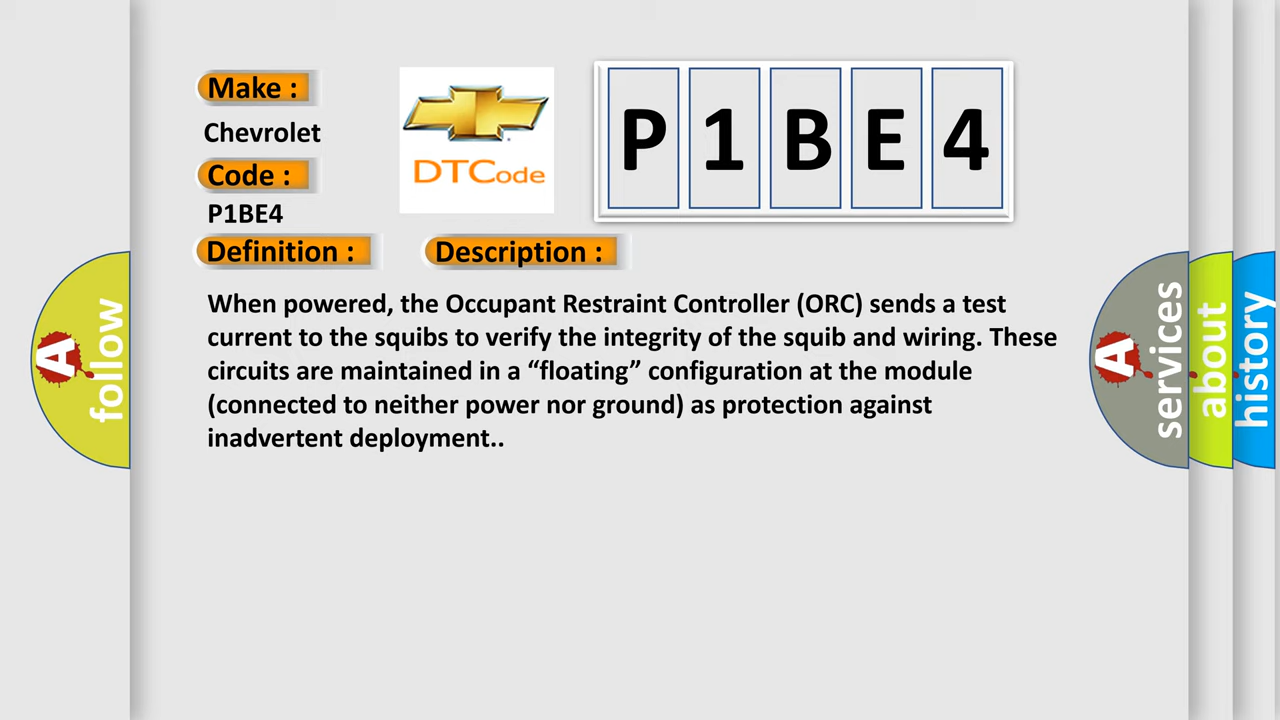 Make :
Chevrolet
Code :
P1BE4
DTCode
P1BE4
Definition :
Description :
When powered, the Occupant Restraint Controller (ORC) sends a test
current to the squibs to verify the integrity of the squib and wiring. These
circuits are maintained in a “floating” configuration at the module
(connected to neither power nor ground) as protection against
inadvertent deployment..
A follow
A services
about
history